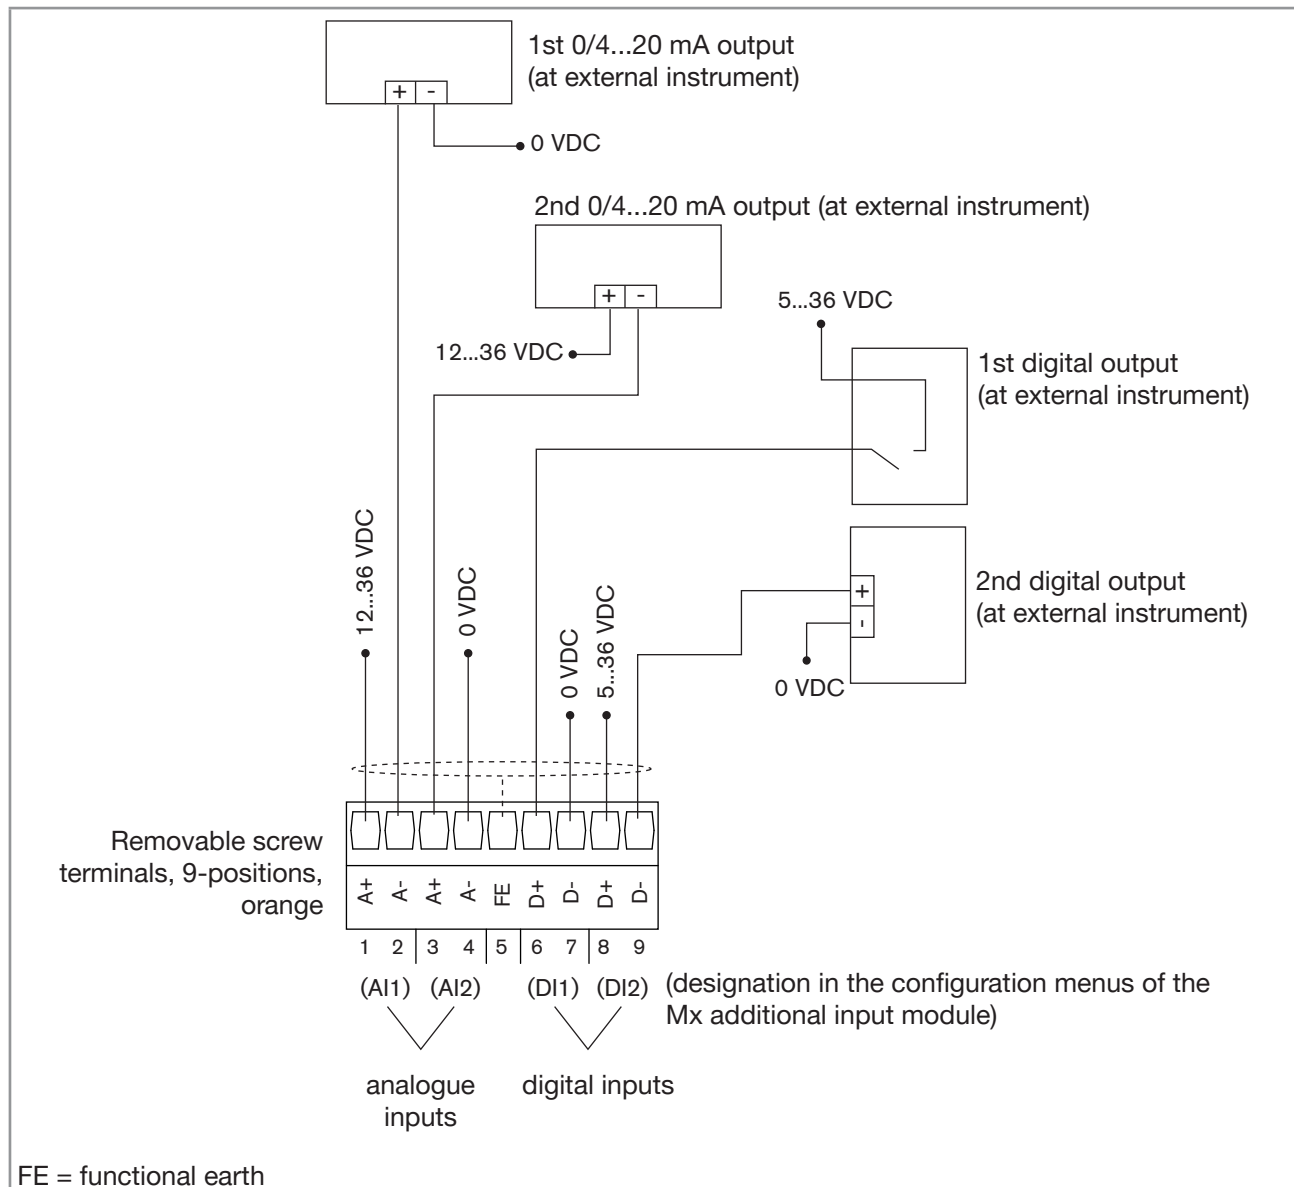 1st 0/4...20 mA output
(at external instrument)
+ -
0 VDC
2nd 0/4...20 mA output (at external instrument)
+ -
12...36 VDC
5...36 VDC
1st digital output
(at external instrument)
2nd digital output
(at external instrument)
+
-
0 VDC
12...36 VDC
0 VDC
0 VDC
5...36 VDC
Removable screw
terminals, 9-positions,
orange
A+ A- A+ A- FE D+ D- D+ D-
1 2 3 4 5 6 7 8 9
(AI1) (AI2) (DI1) (DI2)
(designation in the configuration menus of the
Mx additional input module)
analogue
inputs
digital inputs
FE = functional earth